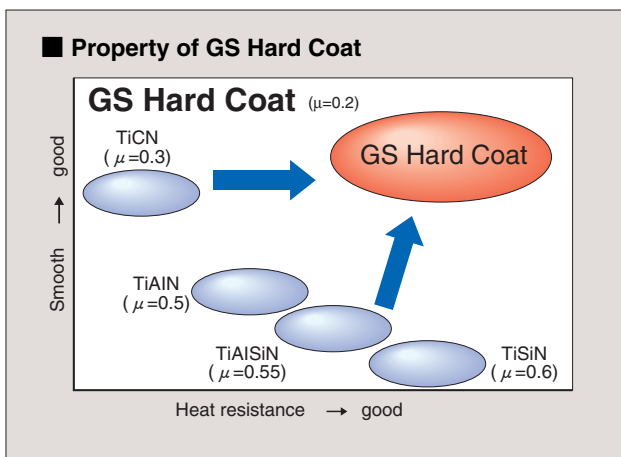 ■ Property of GS Hard Coat
GS Hard Coat (μ=0.2)
TiCN
(μ=0.3)
GS Hard Coat
TiAlN
(μ=0.5)
TiAlSiN
(μ=0.55)
TiSiN
(μ=0.6)
Smooth → good
Heat resistance → good